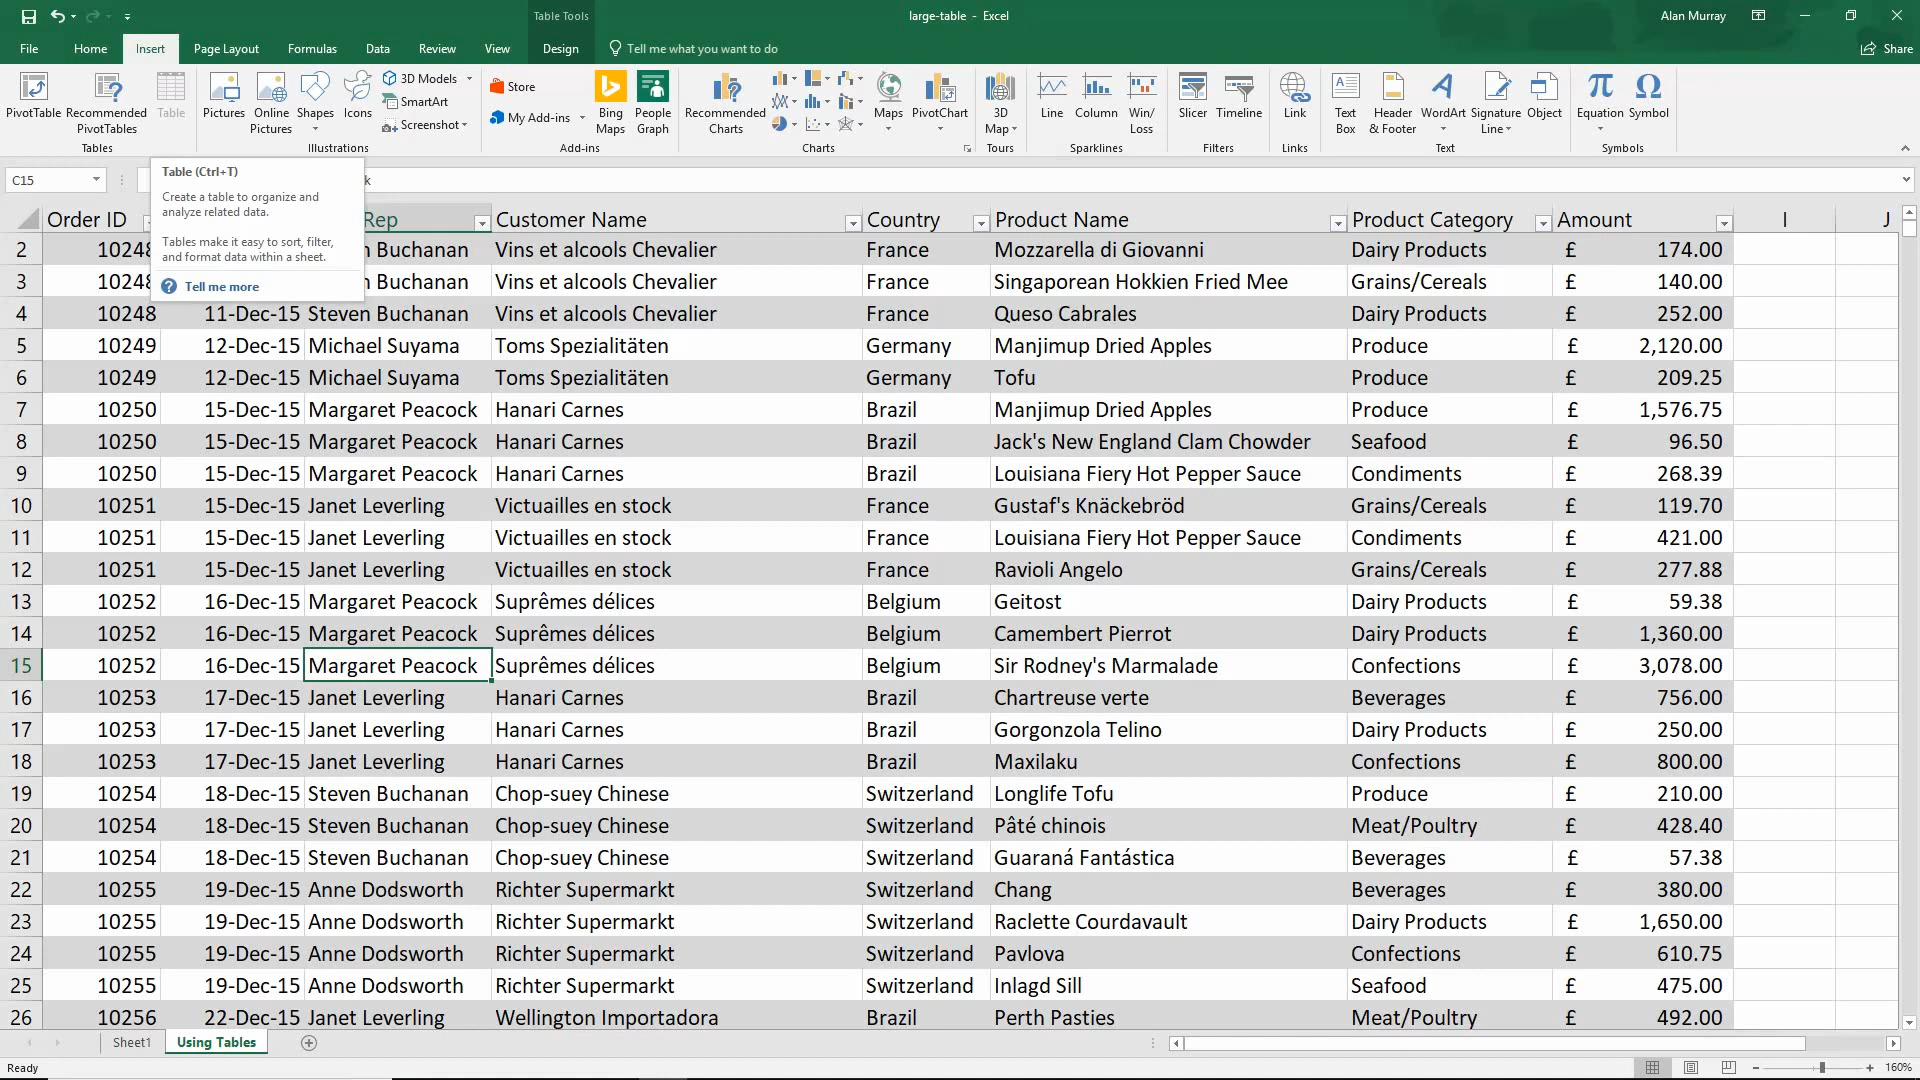 Table Tools
large-table - Excel
Alan Murray
File Home Insert Page Layout Formulas Data Review View Design Tell me what you want to do Share
PivotTable
Recommended PivotTables
Table
Tables
Pictures
Online Pictures
Shapes
Icons
3D Models
SmartArt
Screenshot
Illustrations
Store
My Add-ins
Bing Maps
People Graph
Add-ins
Recommended Charts
Maps
PivotChart
Charts
3D Map
Tours
Line
Column
Win/ Loss
Sparklines
Slicer
Timeline
Filters
Link
Links
Text Box
Header & Footer
WordArt
Signature Line
Object
Text
Equation
Symbol
Symbols
C15
k
Table (Ctrl+T)
Create a table to organize and
analyze related data.
Tables make it easy to sort, filter,
and format data within a sheet.
? Tell me more
Order ID Rep Customer Name Country Product Name Product Category Amount I J
2 10248 Buchanan Vins et alcools Chevalier France Mozzarella di Giovanni Dairy Products £ 174.00
3 10248 Buchanan Vins et alcools Chevalier France Singaporean Hokkien Fried Mee Grains/Cereals £ 140.00
4 10248 11-Dec-15 Steven Buchanan Vins et alcools Chevalier France Queso Cabrales Dairy Products £ 252.00
5 10249 12-Dec-15 Michael Suyama Toms Spezialitäten Germany Manjimup Dried Apples Produce £ 2,120.00
6 10249 12-Dec-15 Michael Suyama Toms Spezialitäten Germany Tofu Produce £ 209.25
7 10250 15-Dec-15 Margaret Peacock Hanari Carnes Brazil Manjimup Dried Apples Produce £ 1,576.75
8 10250 15-Dec-15 Margaret Peacock Hanari Carnes Brazil Jack's New England Clam Chowder Seafood £ 96.50
9 10250 15-Dec-15 Margaret Peacock Hanari Carnes Brazil Louisiana Fiery Hot Pepper Sauce Condiments £ 268.39
10 10251 15-Dec-15 Janet Leverling Victuailles en stock France Gustaf's Knäckebröd Grains/Cereals £ 119.70
11 10251 15-Dec-15 Janet Leverling Victuailles en stock France Louisiana Fiery Hot Pepper Sauce Condiments £ 421.00
12 10251 15-Dec-15 Janet Leverling Victuailles en stock France Ravioli Angelo Grains/Cereals £ 277.88
13 10252 16-Dec-15 Margaret Peacock Suprêmes délices Belgium Geitost Dairy Products £ 59.38
14 10252 16-Dec-15 Margaret Peacock Suprêmes délices Belgium Camembert Pierrot Dairy Products £ 1,360.00
15 10252 16-Dec-15 Margaret Peacock Suprêmes délices Belgium Sir Rodney's Marmalade Confections £ 3,078.00
16 10253 17-Dec-15 Janet Leverling Hanari Carnes Brazil Chartreuse verte Beverages £ 756.00
17 10253 17-Dec-15 Janet Leverling Hanari Carnes Brazil Gorgonzola Telino Dairy Products £ 250.00
18 10253 17-Dec-15 Janet Leverling Hanari Carnes Brazil Maxilaku Confections £ 800.00
19 10254 18-Dec-15 Steven Buchanan Chop-suey Chinese Switzerland Longlife Tofu Produce £ 210.00
20 10254 18-Dec-15 Steven Buchanan Chop-suey Chinese Switzerland Pâté chinois Meat/Poultry £ 428.40
21 10254 18-Dec-15 Steven Buchanan Chop-suey Chinese Switzerland Guaraná Fantástica Beverages £ 57.38
22 10255 19-Dec-15 Anne Dodsworth Richter Supermarkt Switzerland Chang Beverages £ 380.00
23 10255 19-Dec-15 Anne Dodsworth Richter Supermarkt Switzerland Raclette Courdavault Dairy Products £ 1,650.00
24 10255 19-Dec-15 Anne Dodsworth Richter Supermarkt Switzerland Pavlova Confections £ 610.75
25 10255 19-Dec-15 Anne Dodsworth Richter Supermarkt Switzerland Inlagd Sill Seafood £ 475.00
26 10256 22-Dec-15 Janet Leverling Wellington Importadora Brazil Perth Pasties Meat/Poultry £ 492.00
Sheet1 Using Tables
Ready 160%